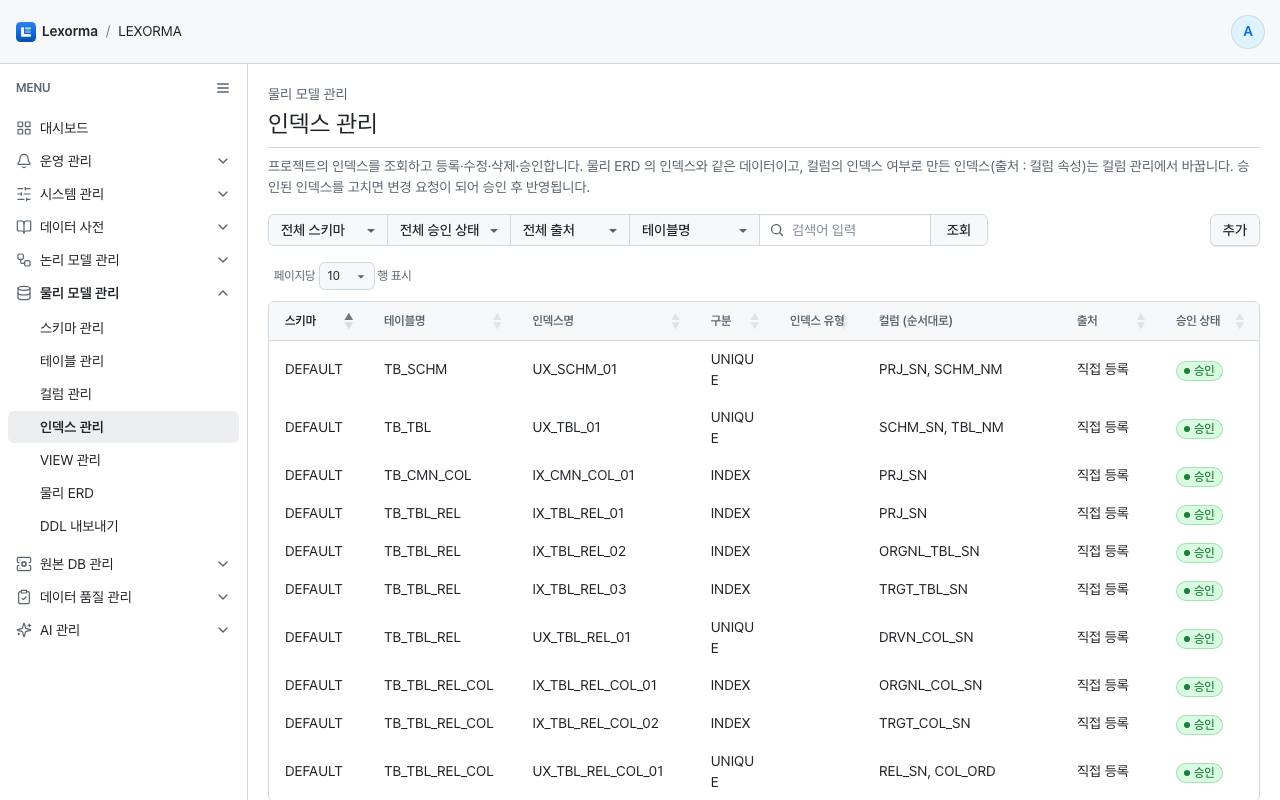 Lexorma / LEXORMA
A
MENU
대시보드
운영 관리
시스템 관리
데이터 사전
논리 모델 관리
물리 모델 관리
스키마 관리
테이블 관리
컬럼 관리
인덱스 관리
VIEW 관리
물리 ERD
DDL 내보내기
원본 DB 관리
데이터 품질 관리
AI 관리
물리 모델 관리
인덱스 관리
프로젝트의 인덱스를 조회하고 등록·수정·삭제·승인합니다. 물리 ERD 의 인덱스와 같은 데이터이고, 컬럼의 인덱스 여부로 만든 인덱스(출처 : 컬럼 속성)는 컬럼 관리에서 바꿉니다. 승
인된 인덱스를 고치면 변경 요청이 되어 승인 후 반영됩니다.
전체 스키마 전체 승인 상태 전체 출처 테이블명 검색어 입력 조회 추가
페이지당 10 행 표시
스키마 테이블명 인덱스명 구분 인덱스 유형 컬럼 (순서대로) 출처 승인 상태
DEFAULT TB_SCHM UX_SCHM_01 UNIQU PRJ_SN, SCHM_NM 직접 등록 승인
E
DEFAULT TB_TBL UX_TBL_01 UNIQU SCHM_SN, TBL_NM 직접 등록 승인
E
DEFAULT TB_CMN_COL IX_CMN_COL_01 INDEX PRJ_SN 직접 등록 승인
DEFAULT TB_TBL_REL IX_TBL_REL_01 INDEX PRJ_SN 직접 등록 승인
DEFAULT TB_TBL_REL IX_TBL_REL_02 INDEX ORGNL_TBL_SN 직접 등록 승인
DEFAULT TB_TBL_REL IX_TBL_REL_03 INDEX TRGT_TBL_SN 직접 등록 승인
DEFAULT TB_TBL_REL UX_TBL_REL_01 UNIQU DRVN_COL_SN 직접 등록 승인
E
DEFAULT TB_TBL_REL_COL IX_TBL_REL_COL_01 INDEX ORGNL_COL_SN 직접 등록 승인
DEFAULT TB_TBL_REL_COL IX_TBL_REL_COL_02 INDEX TRGT_COL_SN 직접 등록 승인
DEFAULT TB_TBL_REL_COL UX_TBL_REL_COL_01 UNIQU REL_SN, COL_ORD 직접 등록 승인
E